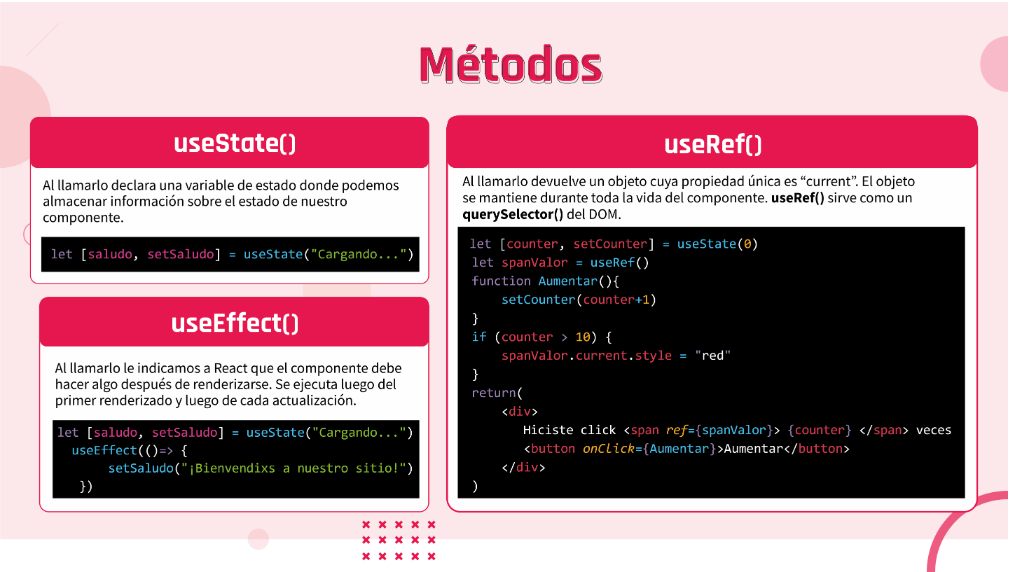 Métodos
useState()
Al llamarlo declara una variable de estado donde podemos
almacenar información sobre el estado de nuestro
componente.
let [saludo, setSaludo] = useState("Cargando...")
useEffect()
Al llamarlo le indicamos a React que el componente debe
hacer algo después de renderizarse. Se ejecuta luego del
primer renderizado y luego de cada actualización.
let [saludo, setSaludo] = useState("Cargando...")
useEffect(()=> {
setSaludo("¡Bienvendixs a nuestro sitio!")
})
useRef()
Al llamarlo devuelve un objeto cuya propiedad única es “current”. El objeto
se mantiene durante toda la vida del componente. useRef() sirve como un
querySelector() del DOM.
let [counter, setCounter] = useState(0)
let spanValor = useRef()
function Aumentar(){
setCounter(counter+1)
}
if (counter > 10) {
spanValor.current.style = "red"
}
return(
<div>
Hiciste click <span ref={spanValor}> {counter} </span> veces
<button onClick={Aumentar}>Aumentar</button>
</div>
)